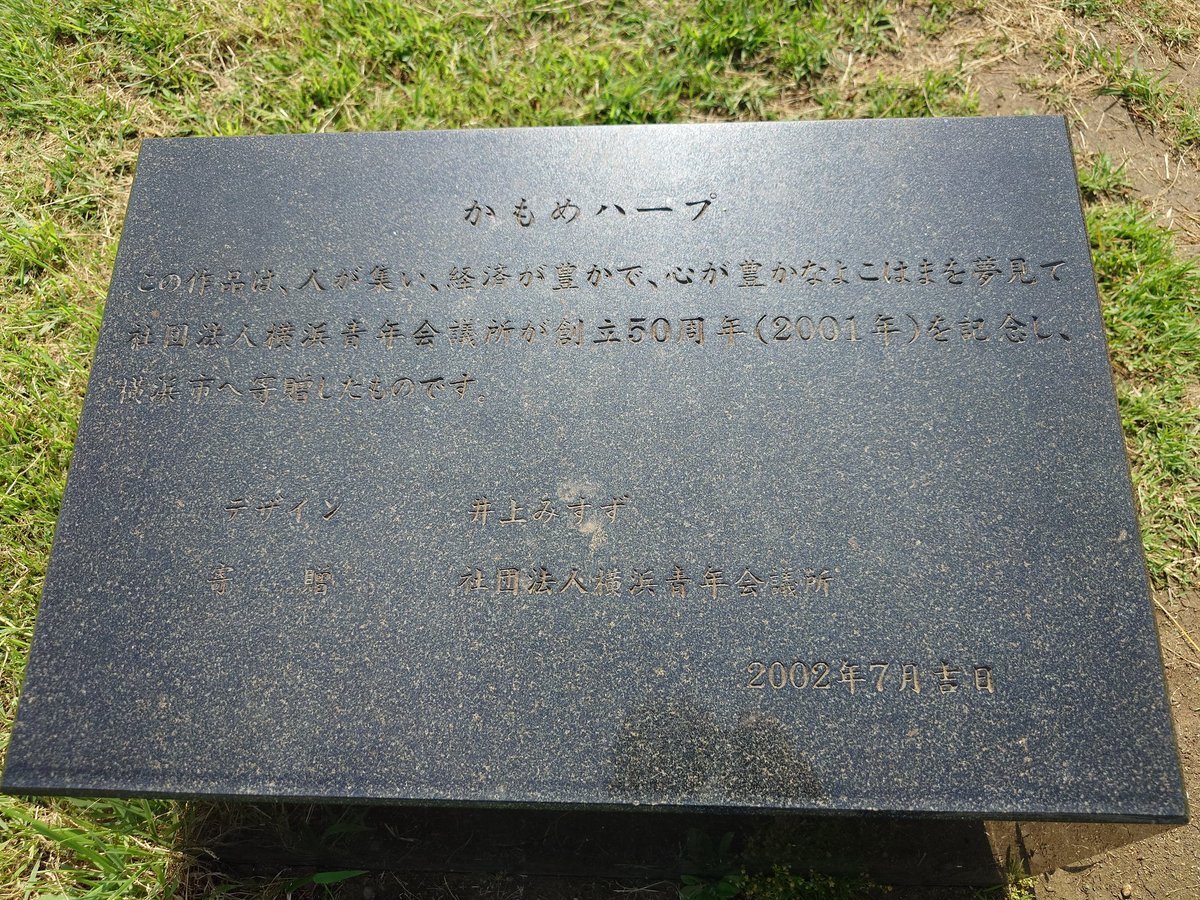 かもめハープ
この作品は、人が集い、経済が豊かで、心が豊かなよこはまを夢見て
社団法人横浜青年会議所が創立50周年(2001年)を記念し、
横浜市へ寄贈したものです。
デザイン 井上みすず
寄 贈 社団法人横浜青年会議所
2002年7月吉日